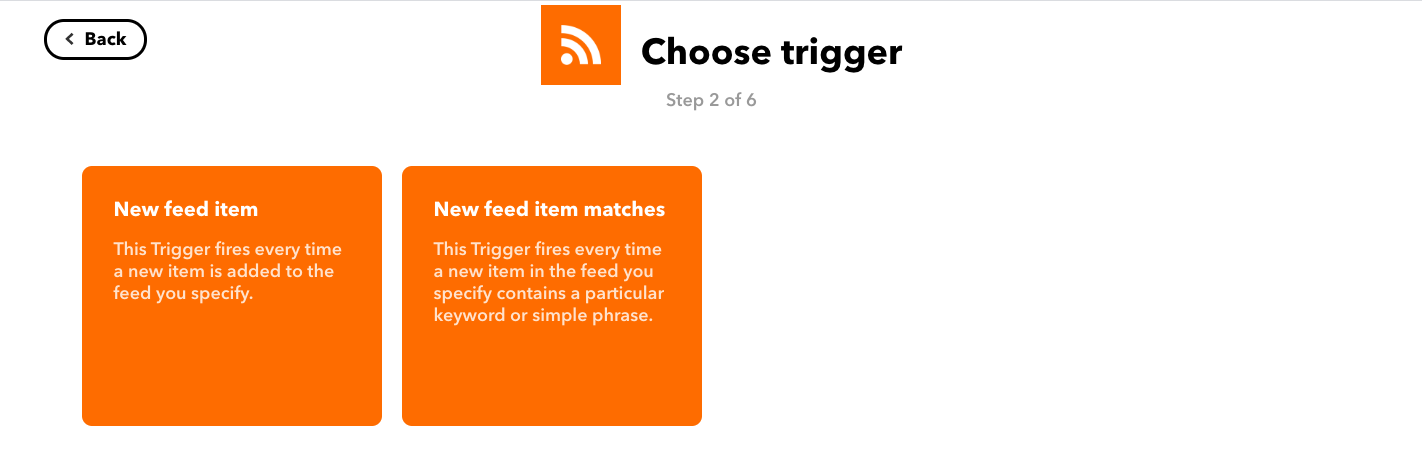 Back
Choose trigger
Step 2 of 6
New feed item
This Trigger fires every time
a new item is added to the
feed you specify.
New feed item matches
This Trigger fires every time
a new item in the feed you
specify contains a particular
keyword or simple phrase.